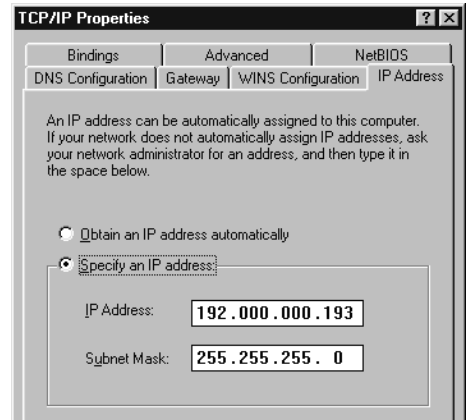 TCP/IP Properties ? X
Bindings Advanced NetBIOS
DNS Configuration Gateway WINS Configuration IP Address
An IP address can be automatically assigned to this computer.
If your network does not automatically assign IP addresses, ask
your network administrator for an address, and then type it in
the space below.
Obtain an IP address automatically
Specify an IP address:
IP Address: 192.000.000.193
Subnet Mask: 255.255.255. 0